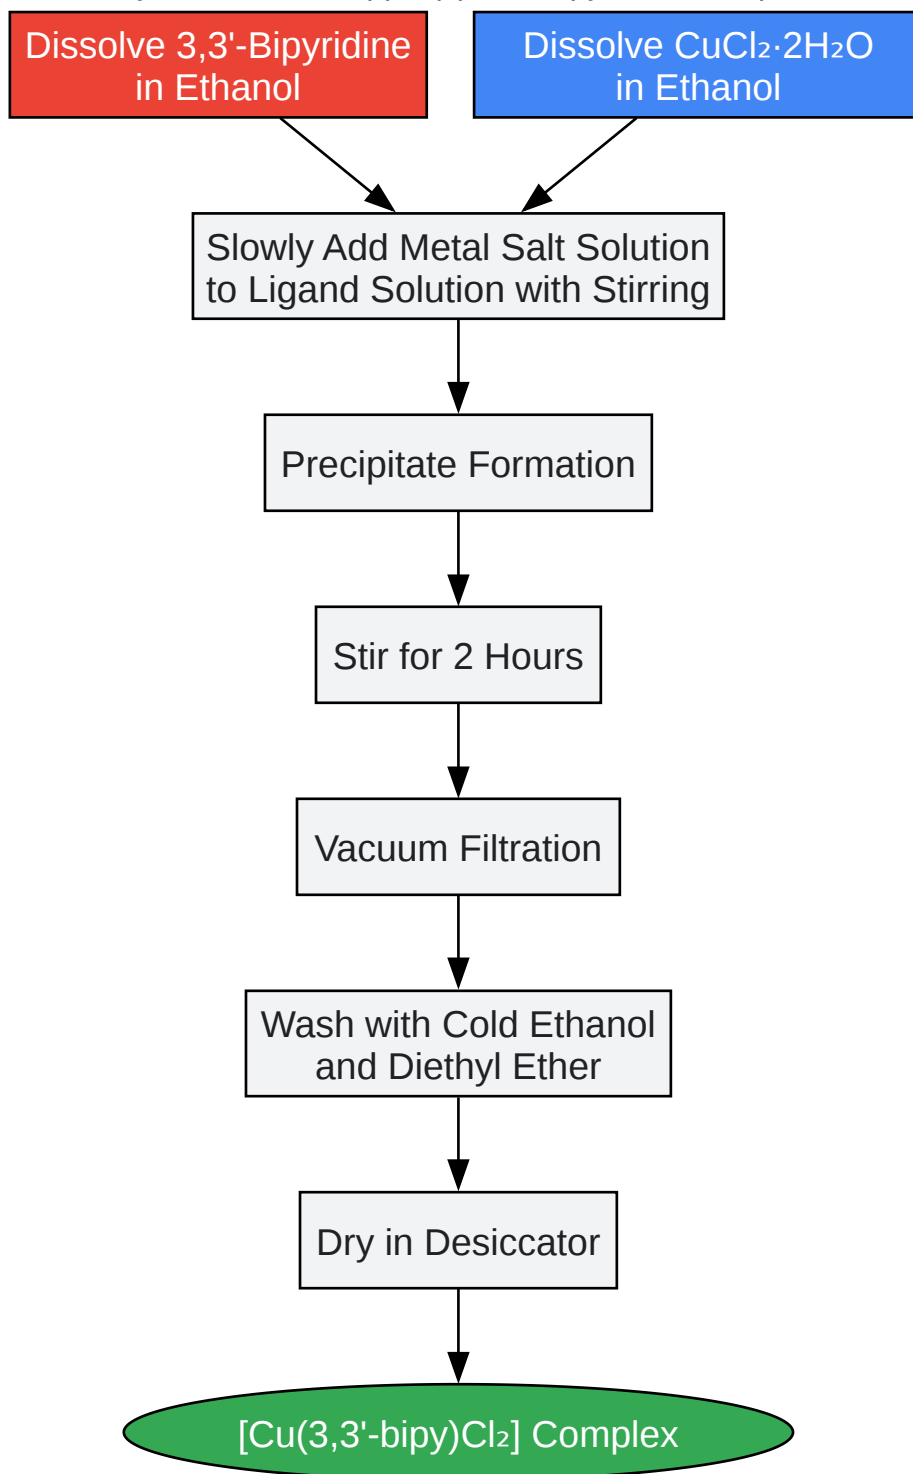 Dissolve 3,3'-Bipyridine
in Ethanol
Dissolve CuCl₂·2H₂O
in Ethanol
Slowly Add Metal Salt Solution
to Ligand Solution with Stirring
Precipitate Formation
Stir for 2 Hours
Vacuum Filtration
Wash with Cold Ethanol
and Diethyl Ether
Dry in Desiccator
[Cu(3,3'-bipy)Cl₂] Complex